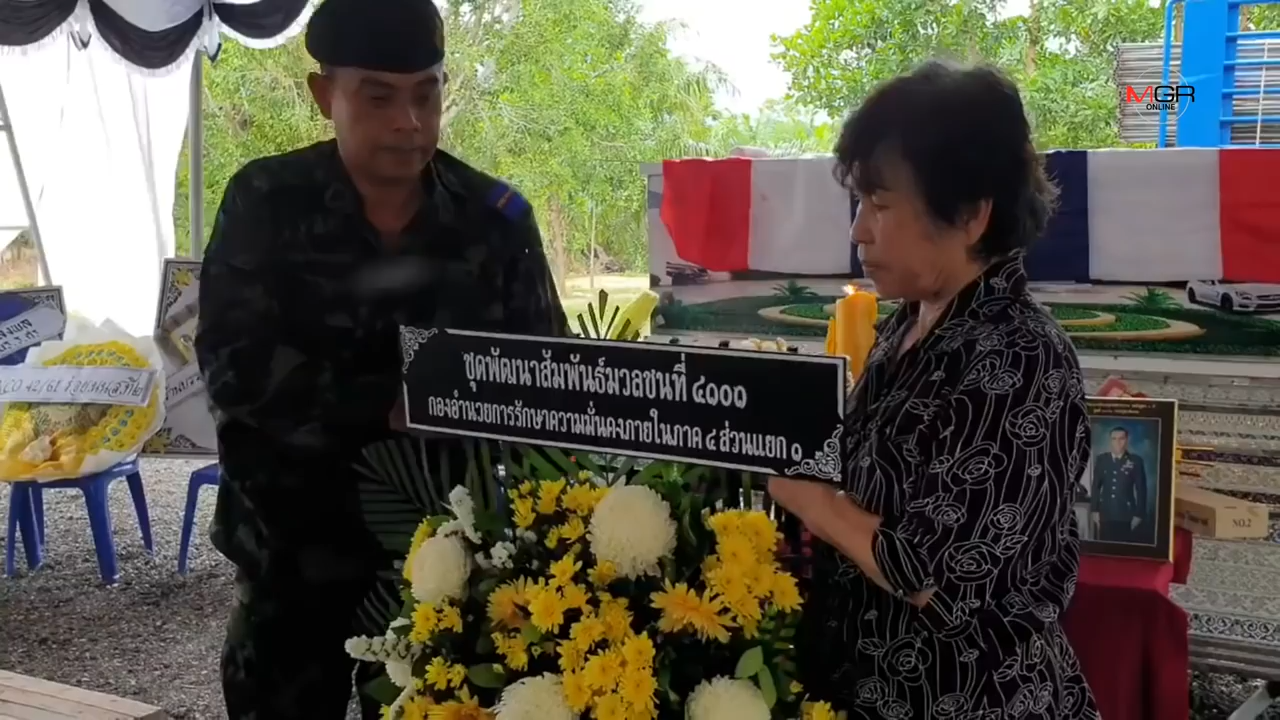 MGR
ONLINE
ชุดพัฒนาสัมพันธ์มวลชนที่ ๔๑๐๑
กองอำนวยการรักษาความมั่นคงภายในภาค ๔ ส่วนแยก ๑
NO.2